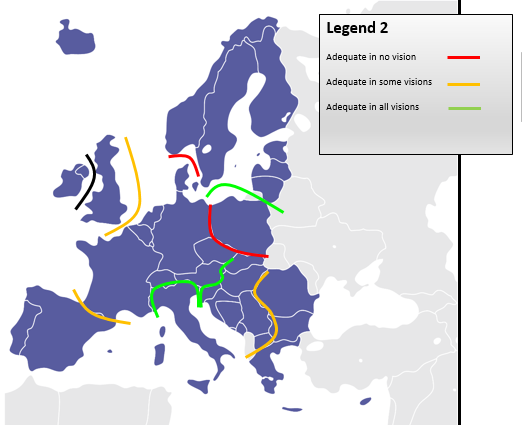 Legend 2
Adequate in no vision
Adequate in some visions
Adequate in all visions